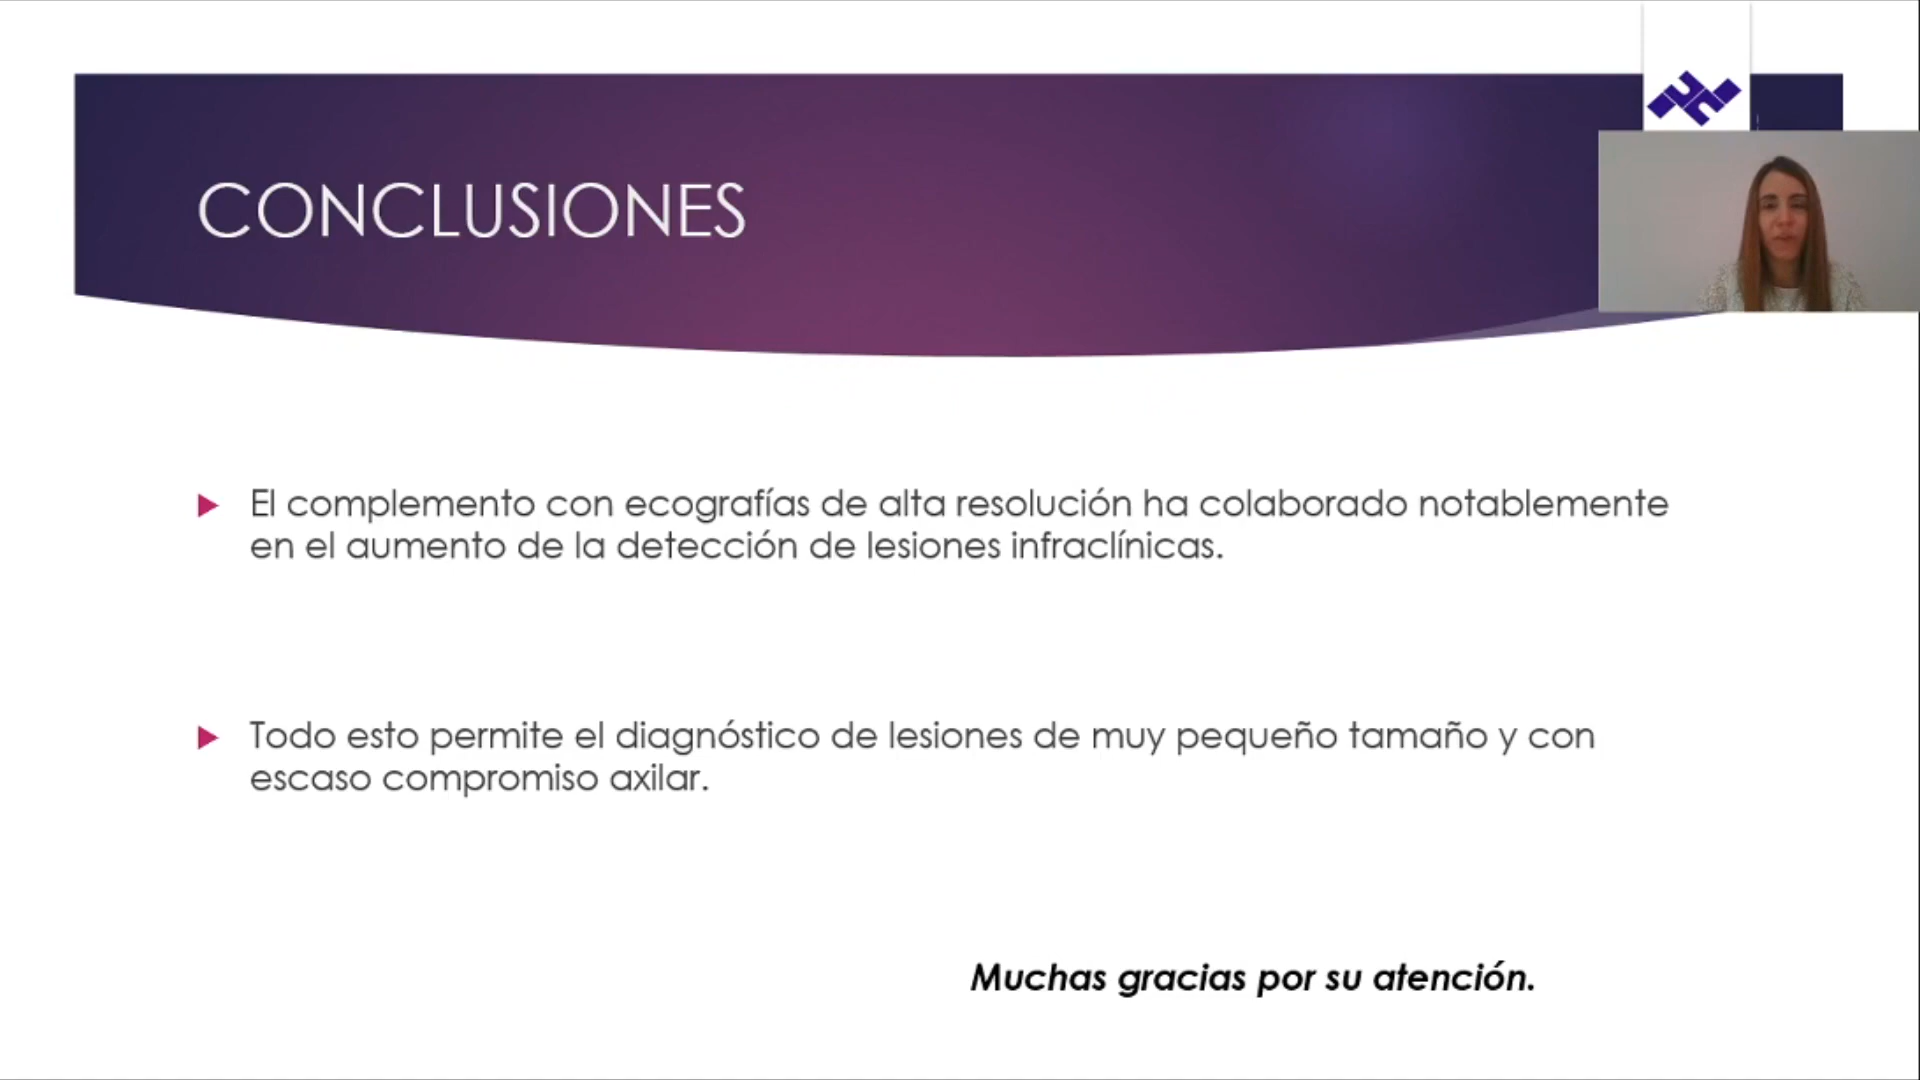 CONCLUSIONES
El complemento con ecografías de alta resolución ha colaborado notablemente
en el aumento de la detección de lesiones infraclínicas.
Todo esto permite el diagnóstico de lesiones de muy pequeño tamaño y con
escaso compromiso axilar.
Muchas gracias por su atención.